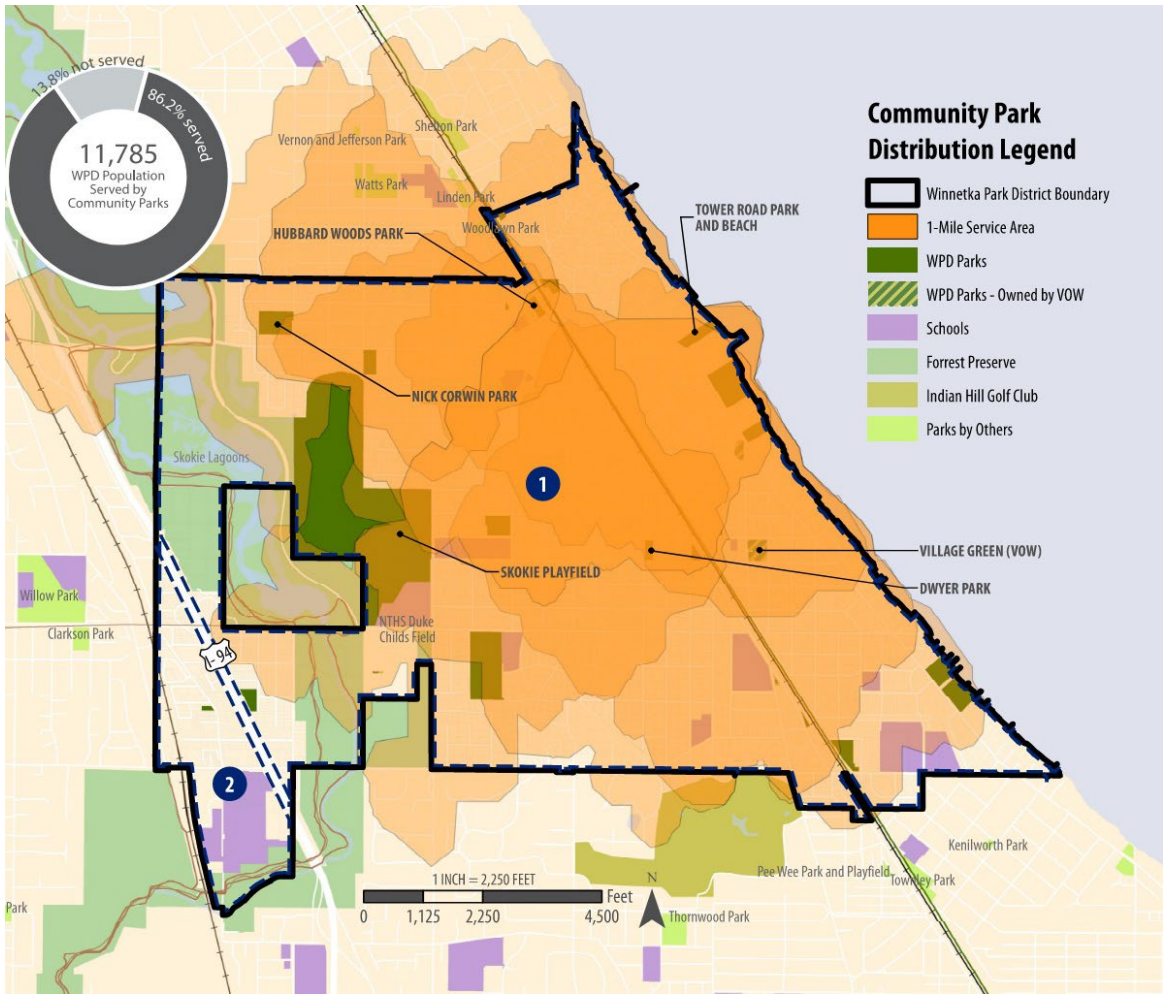 13.8% not served
86.2% served
11,785
WPD Population
Served by
Community Parks
Community Park
Distribution Legend
Winnetka Park District Boundary
1-Mile Service Area
WPD Parks
WPD Parks - Owned by VOW
Schools
Forrest Preserve
Indian Hill Golf Club
Parks by Others
Shelton Park
Vernon and Jefferson Park
Watts Park
Linden Park
Woodlawn Park
HUBBARD WOODS PARK
TOWER ROAD PARK
AND BEACH
NICK CORWIN PARK
Skokie Lagoons
1
SKOKIE PLAYFIELD
VILLAGE GREEN (VOW)
DWYER PARK
Willow Park
Clarkson Park
NTHS Duke
Childs Field
I-94
2
Kenilworth Park
Pee Wee Park and Playfield
Townley Park
Thornwood Park
Park
1 INCH = 2,250 FEET
Feet
0 1,125 2,250 4,500
N